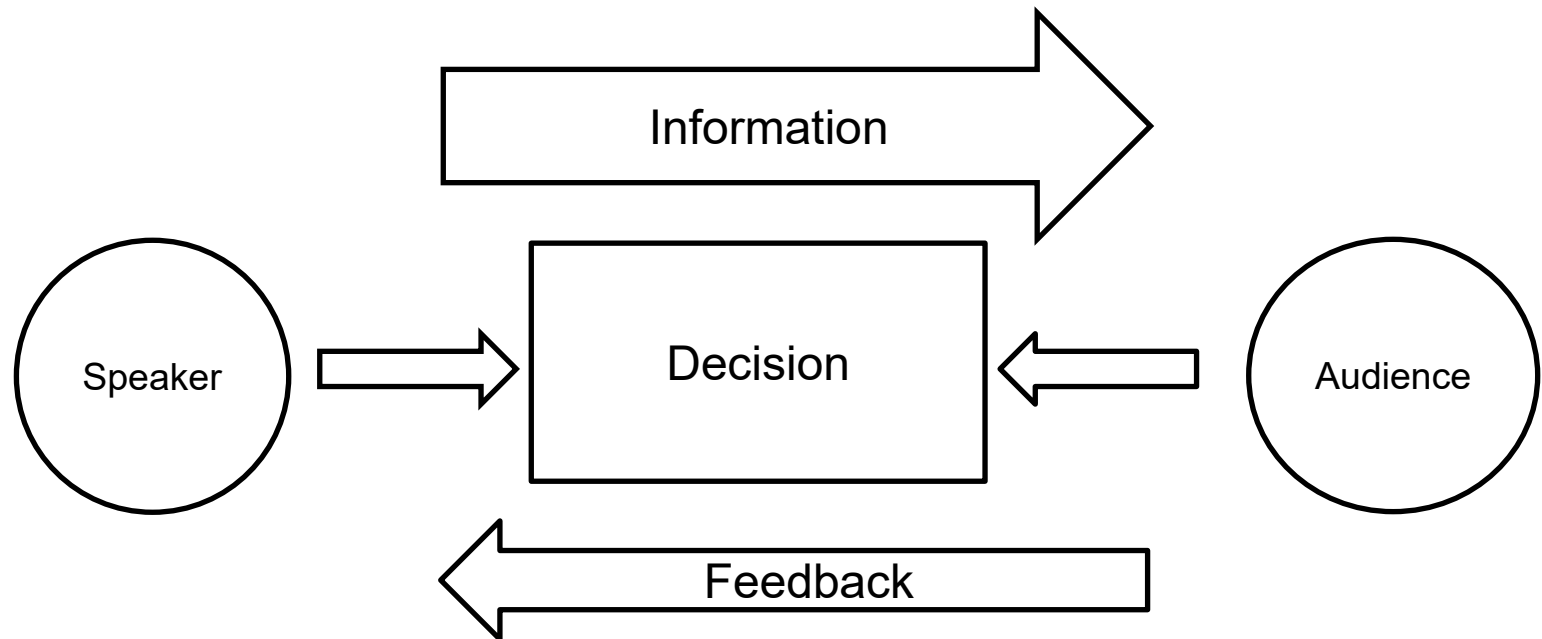 Information
Speaker
Decision
Audience
Feedback